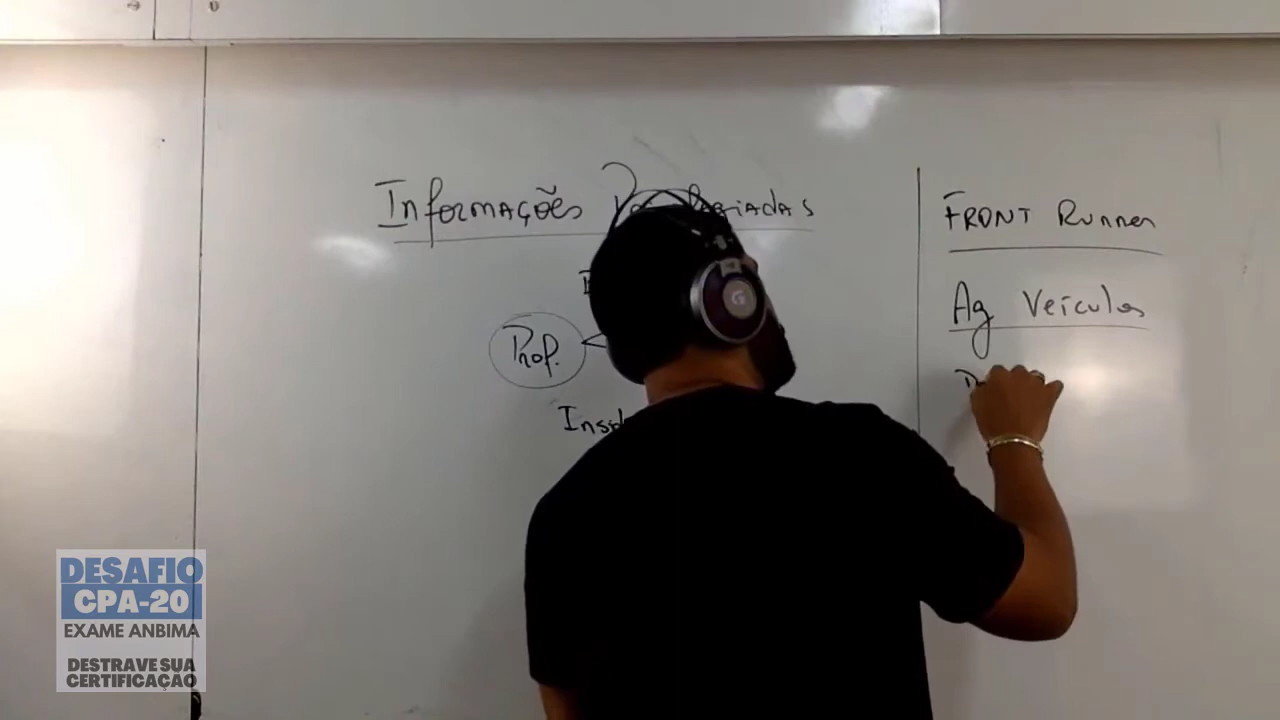 Informações
FRONT Runner
Ag Veículos
Prof.
DESAFIO
CPA-20
EXAME ANBIMA
DESTRAVE SUA
CERTIFICAÇÃO